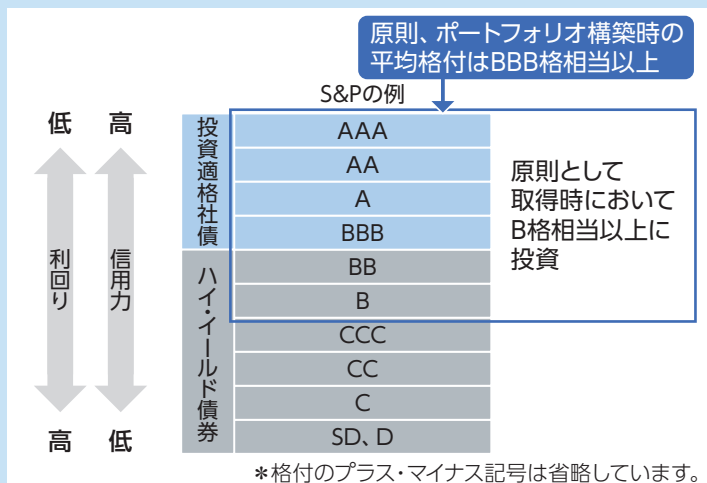 原則、ポートフォリオ構築時の
平均格付はBBB格相当以上
S&Pの例
低 高
利回り
信用力
高 低
投資適格社債
AAA
AA
A
BBB
ハイ・イールド債券
BB
B
CCC
CC
C
SD、D
原則として
取得時において
B格相当以上に
投資
＊格付のプラス・マイナス記号は省略しています。